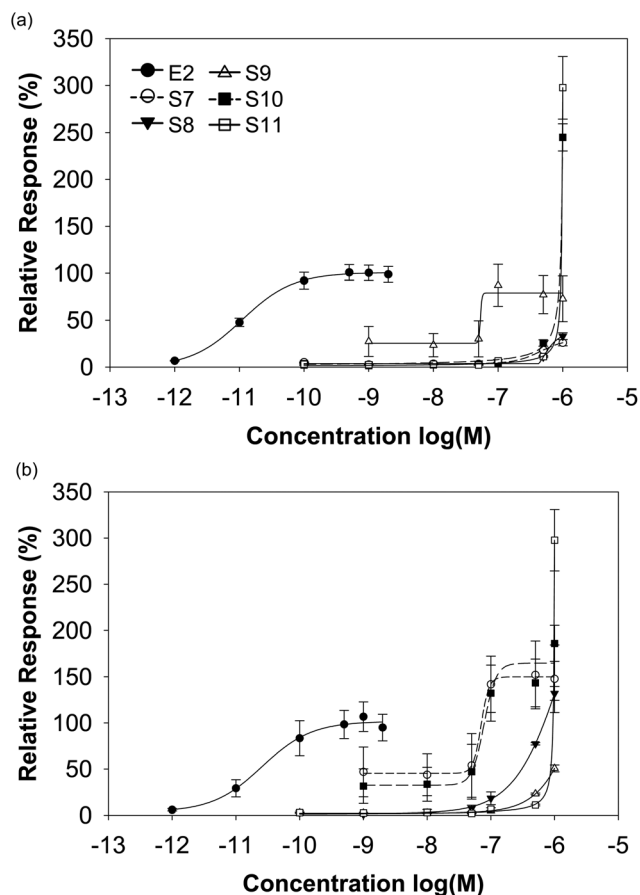 (a)
350
300
250
200
150
100
50
0
Relative Response (%)
E2 S9
S7 S10
S8 S11
-12 -11 -10 -9 -8 -7 -6 -5
Concentration log(M)
(b)
350
300
250
200
150
100
50
0
Relative Response (%)
-12 -11 -10 -9 -8 -7 -6 -5
Concentration log(M)